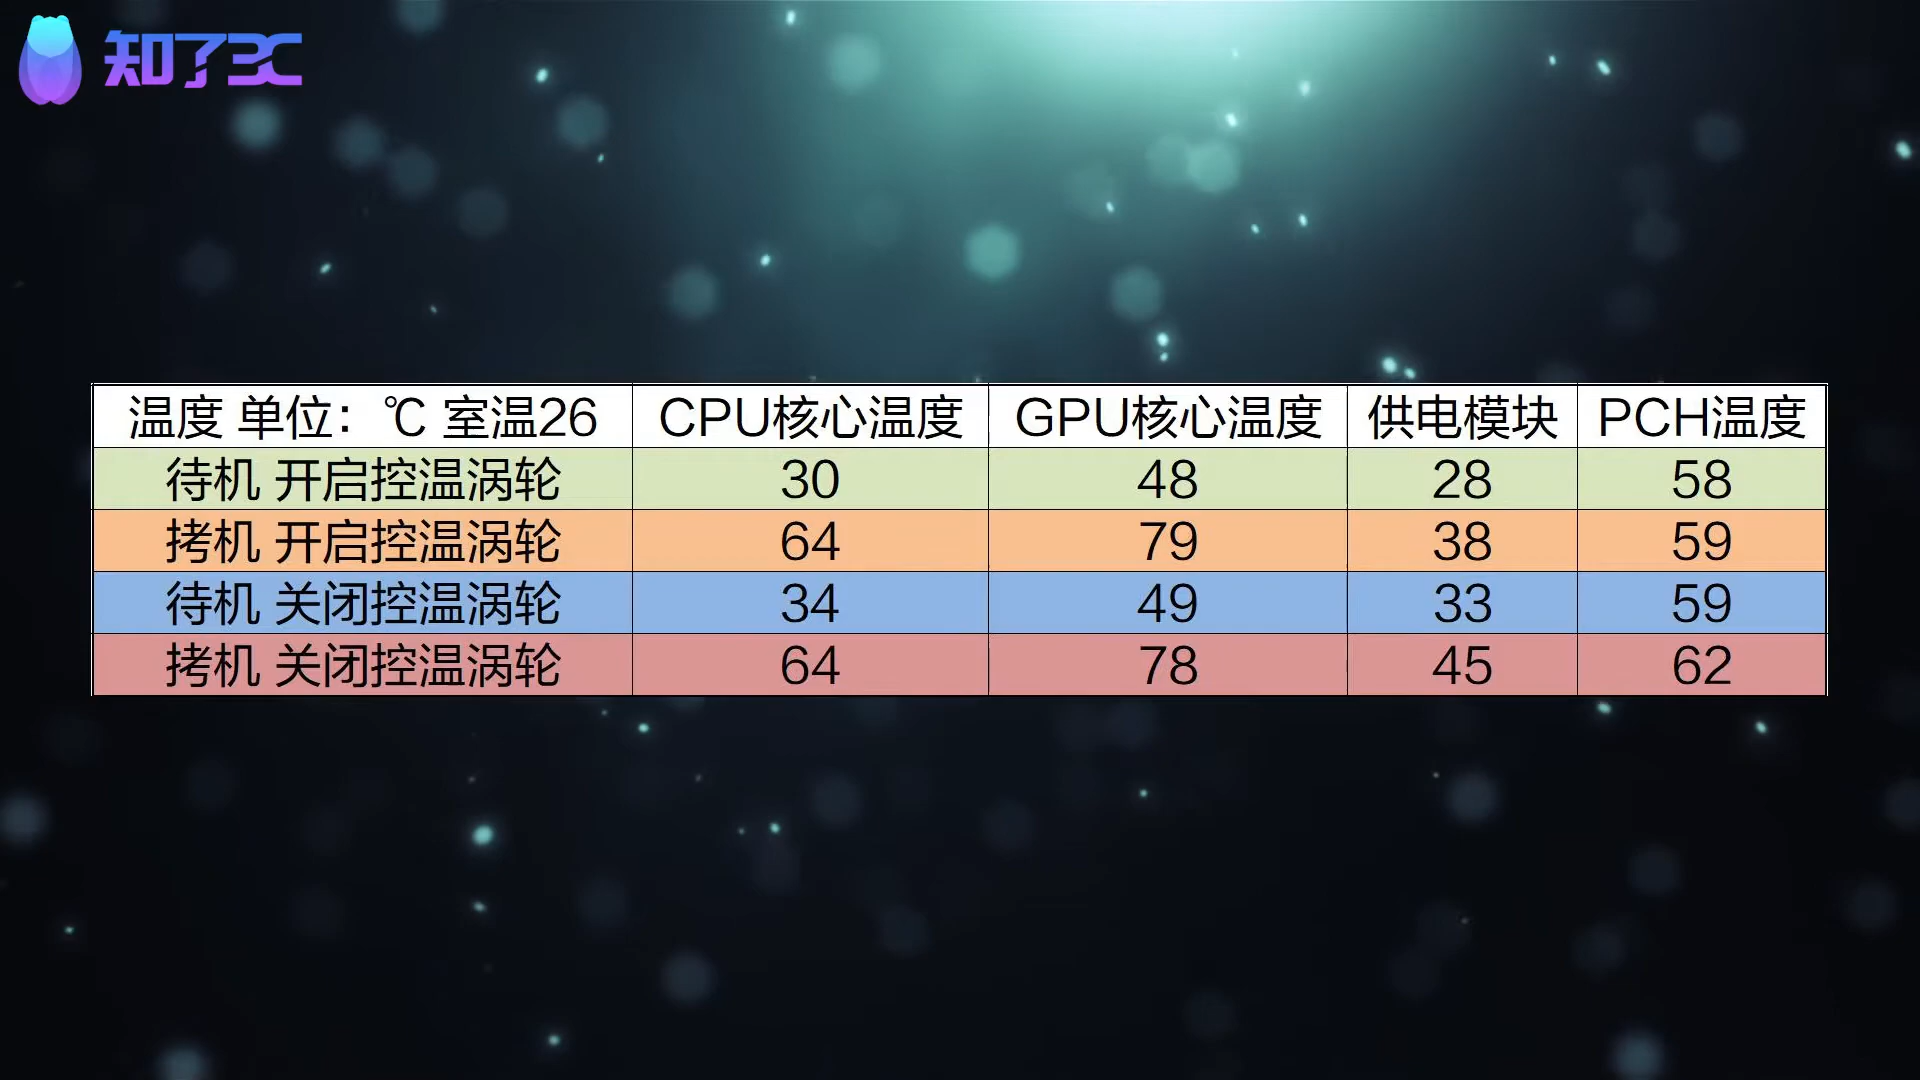 知了3C
温度 单位：℃ 室温26 CPU核心温度 GPU核心温度 供电模块 PCH温度
待机 开启控温涡轮 30 48 28 58
拷机 开启控温涡轮 64 79 38 59
待机 关闭控温涡轮 34 49 33 59
拷机 关闭控温涡轮 64 78 45 62